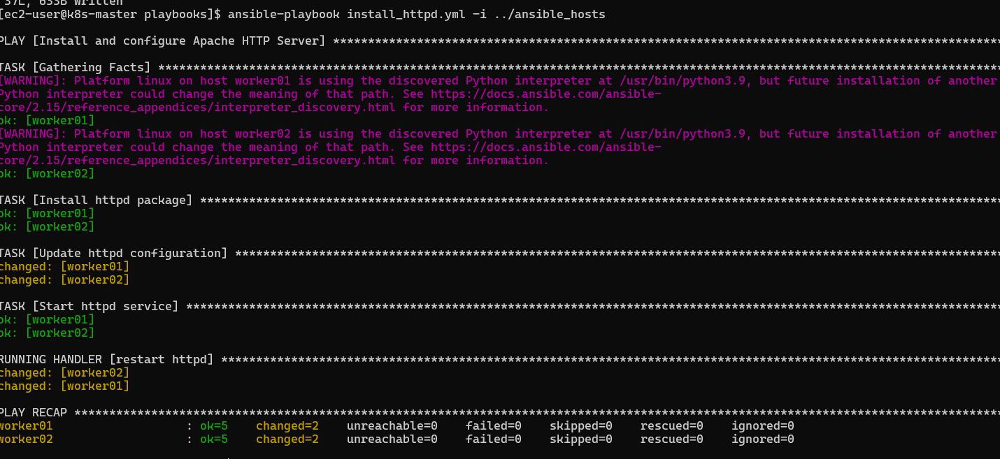 37L, 633B written
[ec2-user@k8s-master playbooks]$ ansible-playbook install_httpd.yml -i ../ansible_hosts
PLAY [Install and configure Apache HTTP Server] ************************************************************************************************
TASK [Gathering Facts] *************************************************************************************************************************
[WARNING]: Platform linux on host worker01 is using the discovered Python interpreter at /usr/bin/python3.9, but future installation of another
Python interpreter could change the meaning of that path. See https://docs.ansible.com/ansible-
core/2.15/reference_appendices/interpreter_discovery.html for more information.
ok: [worker01]
[WARNING]: Platform linux on host worker02 is using the discovered Python interpreter at /usr/bin/python3.9, but future installation of another
Python interpreter could change the meaning of that path. See https://docs.ansible.com/ansible-
core/2.15/reference_appendices/interpreter_discovery.html for more information.
ok: [worker02]
TASK [Install httpd package] *******************************************************************************************************************
ok: [worker01]
ok: [worker02]
TASK [Update httpd configuration] **************************************************************************************************************
changed: [worker01]
changed: [worker02]
TASK [Start httpd service] *********************************************************************************************************************
ok: [worker01]
ok: [worker02]
RUNNING HANDLER [restart httpd] ****************************************************************************************************************
changed: [worker02]
changed: [worker01]
PLAY RECAP *************************************************************************************************************************************
worker01                   : ok=5    changed=2    unreachable=0    failed=0    skipped=0    rescued=0    ignored=0
worker02                   : ok=5    changed=2    unreachable=0    failed=0    skipped=0    rescued=0    ignored=0